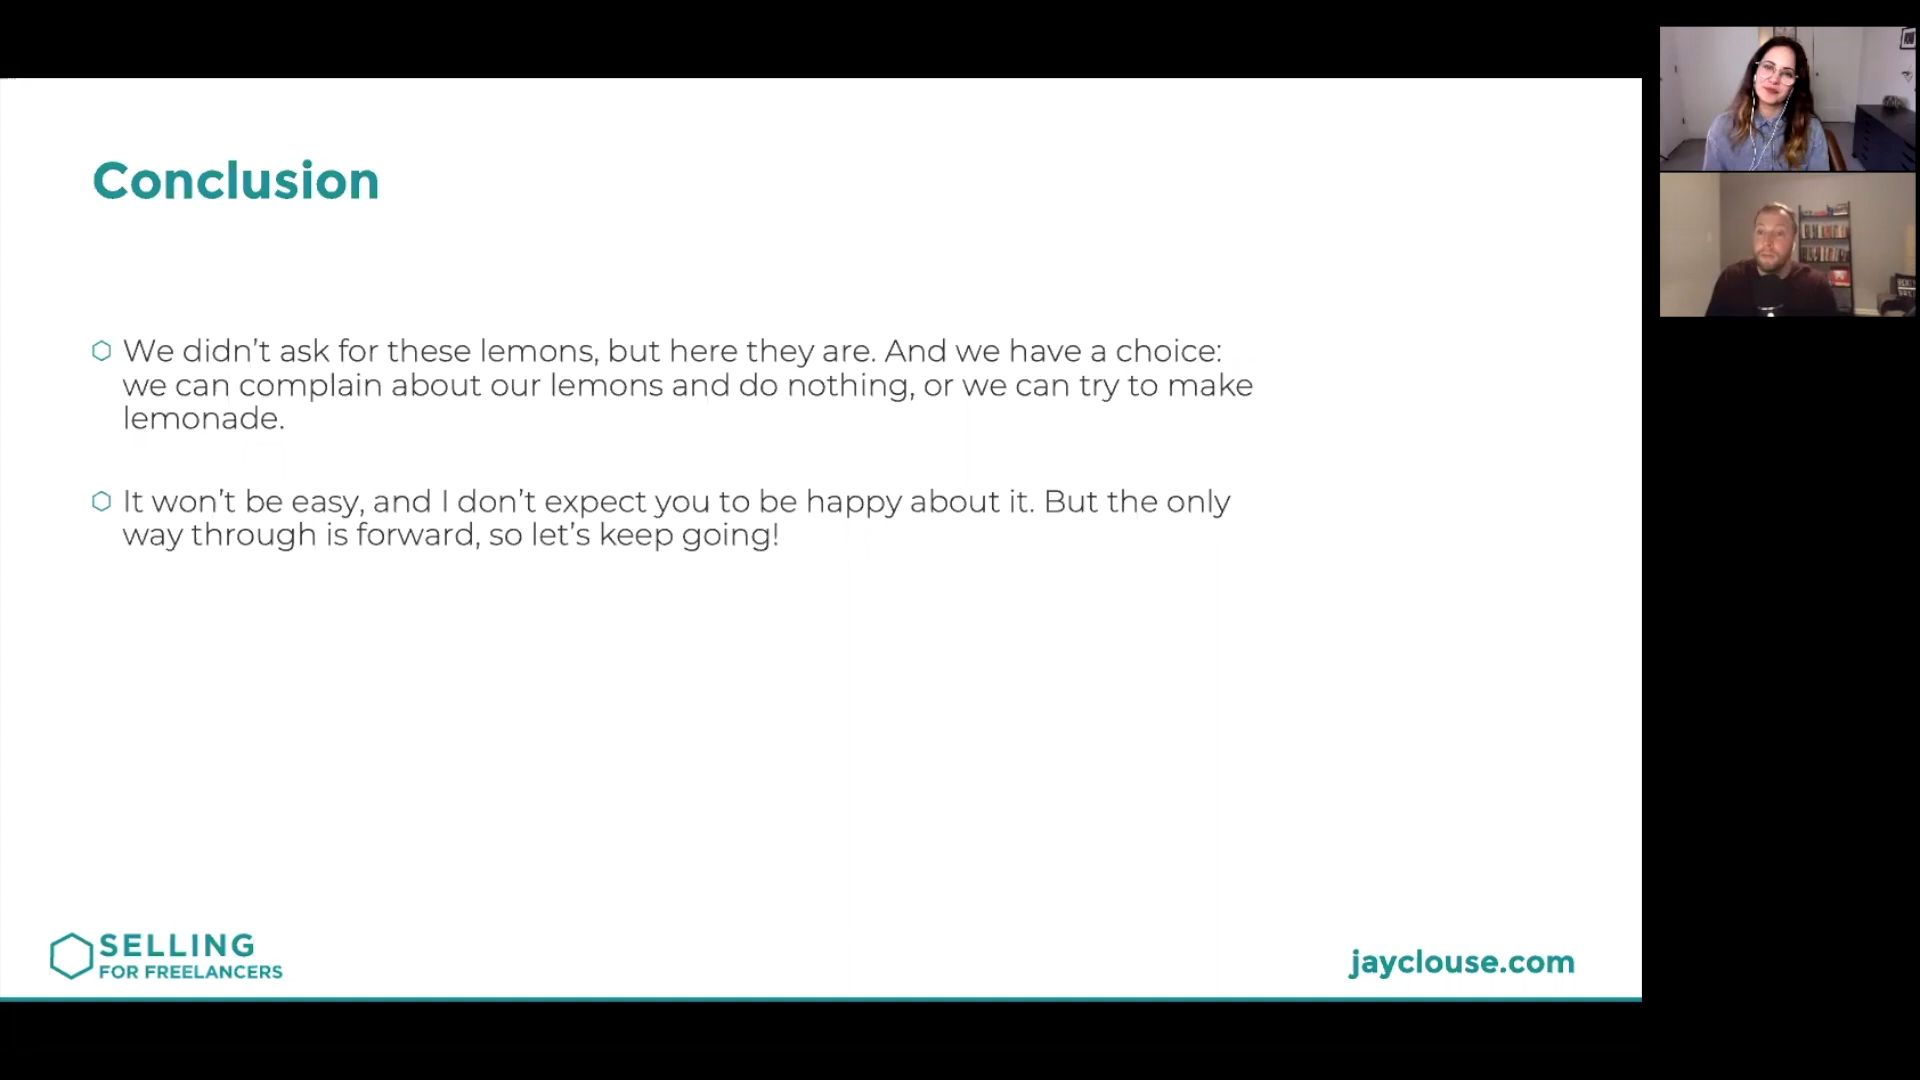 Conclusion
We didn't ask for these lemons, but here they are. And we have a choice:
we can complain about our lemons and do nothing, or we can try to make
lemonade.
It won't be easy, and I don't expect you to be happy about it. But the only
way through is forward, so let's keep going!
SELLING
FOR FREELANCERS
jayclouse.com